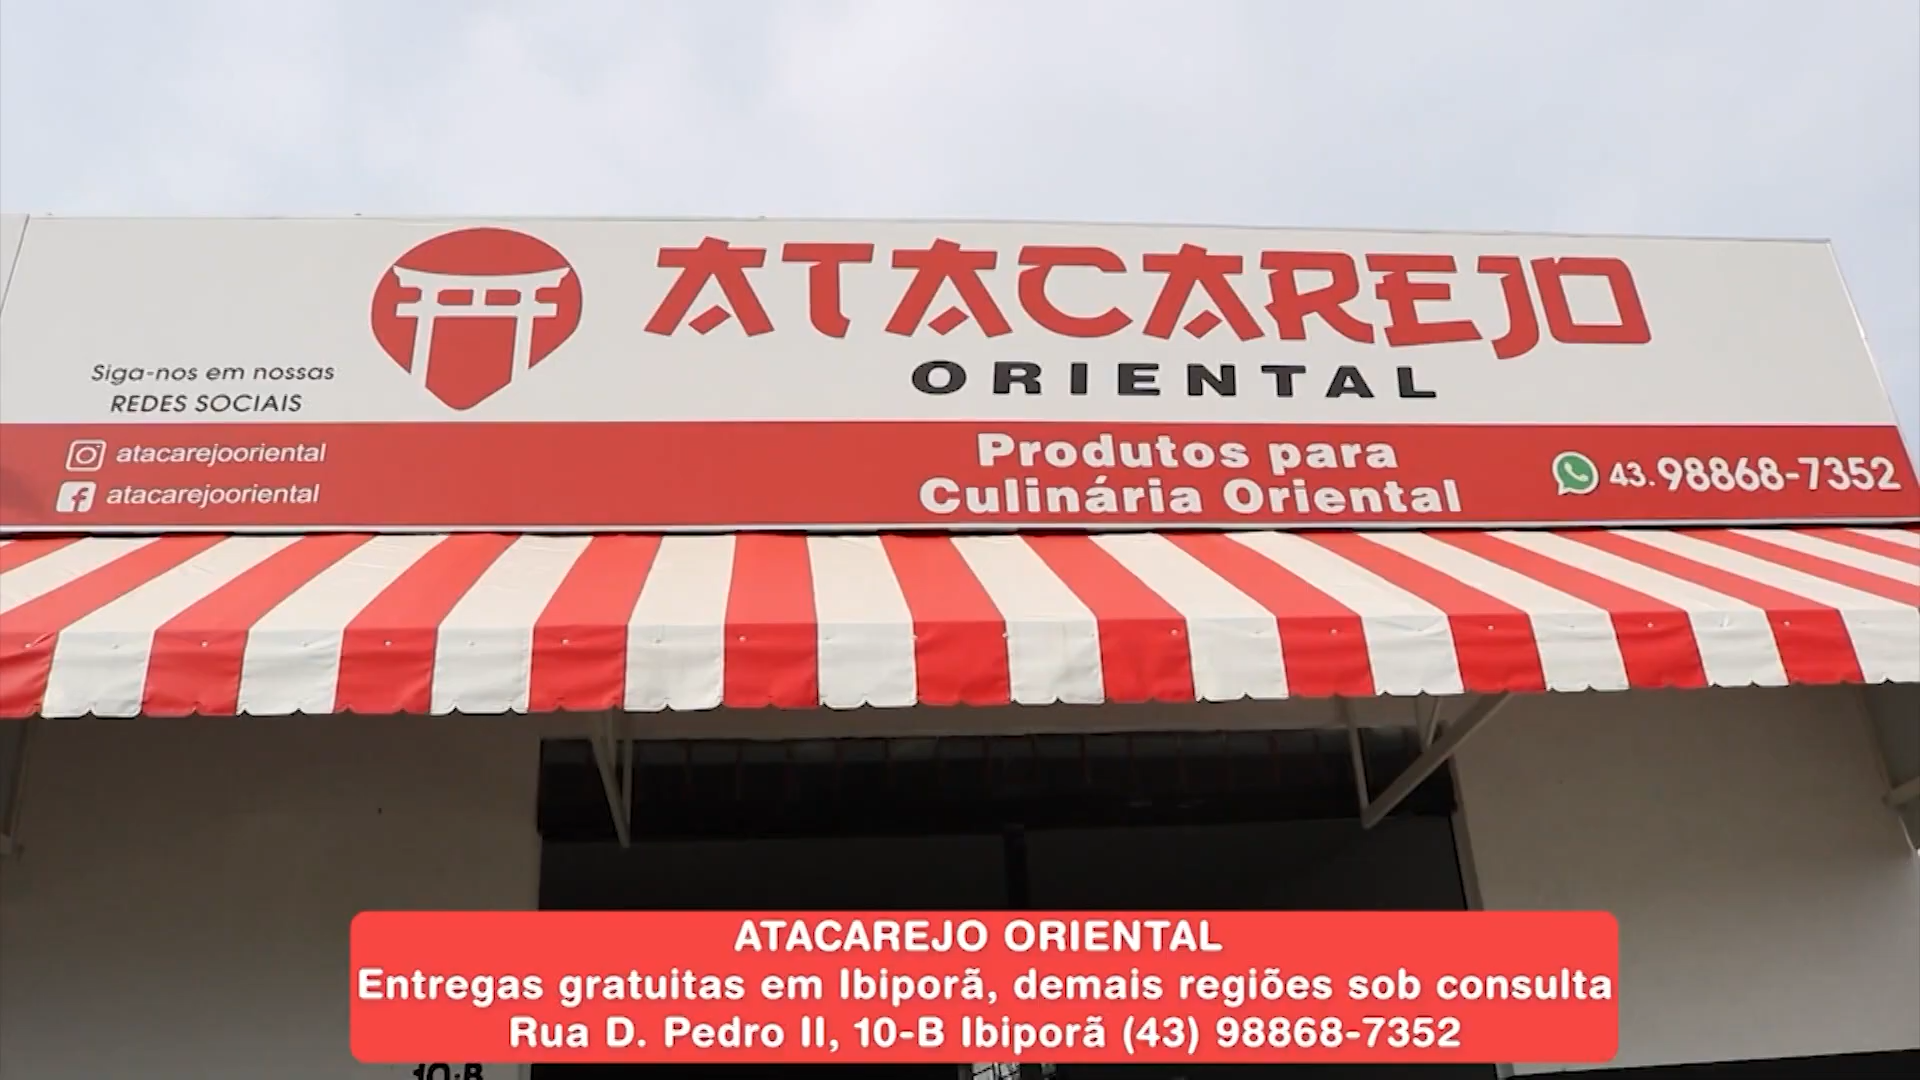 ATACAREJO
ORIENTAL
Siga-nos em nossas
REDES SOCIAIS
atacarejooriental
atacarejooriental
Produtos para
Culinária Oriental
43.98868-7352
ATACAREJO ORIENTAL
Entregas gratuitas em Ibiporã, demais regiões sob consulta
Rua D. Pedro II, 10-B Ibiporã (43) 98868-7352
10-B